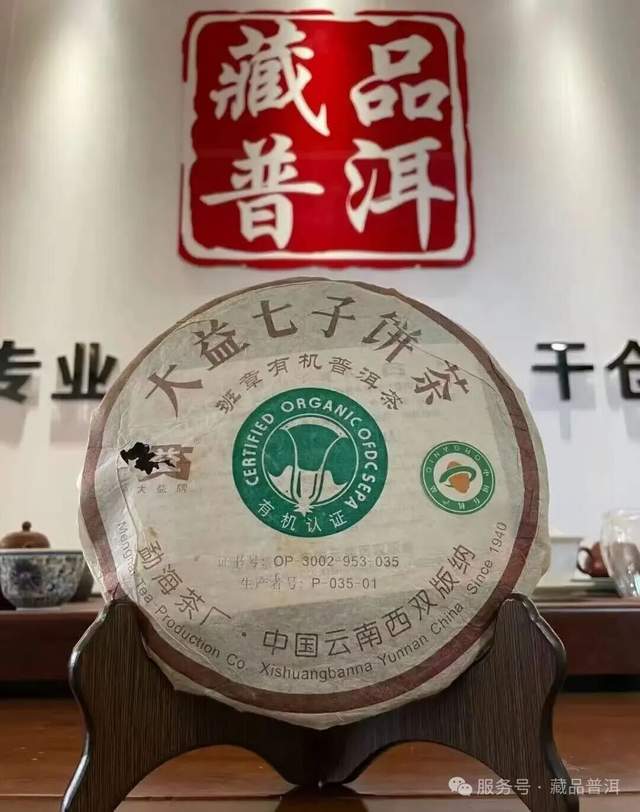 藏品
普洱
专业
干仓
大益七子饼茶
班章有机普洱茶
CERTIFIED ORGANIC OFDC SEPA
有机认证
大益牌
证书号: OP-3002-953-035
生产者号: P-035-01
勐海茶厂·中国云南西双版纳
Menghai Tea Production Co. Xishuangbanna Yunnan China Since 1940
服务号·藏品普洱